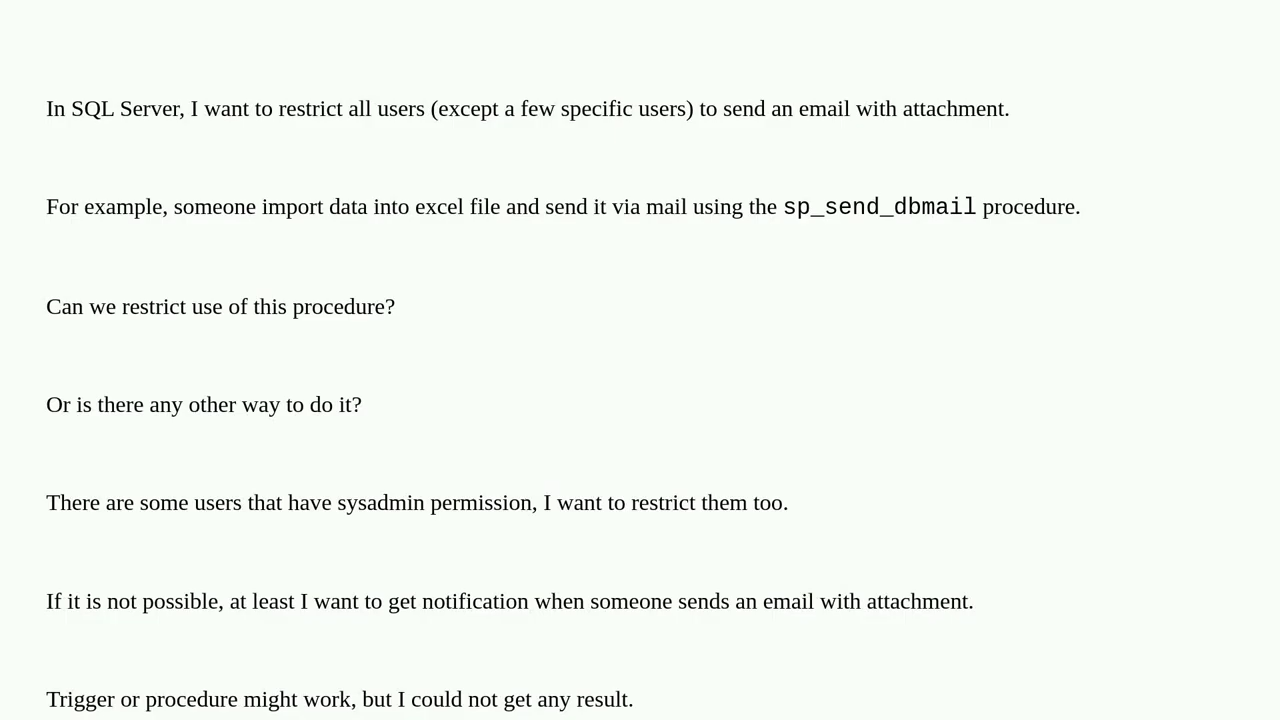 In SQL Server, I want to restrict all users (except a few specific users) to send an email with attachment.
For example, someone import data into excel file and send it via mail using the sp_send_dbmail procedure.
Can we restrict use of this procedure?
Or is there any other way to do it?
There are some users that have sysadmin permission, I want to restrict them too.
If it is not possible, at least I want to get notification when someone sends an email with attachment.
Trigger or procedure might work, but I could not get any result.